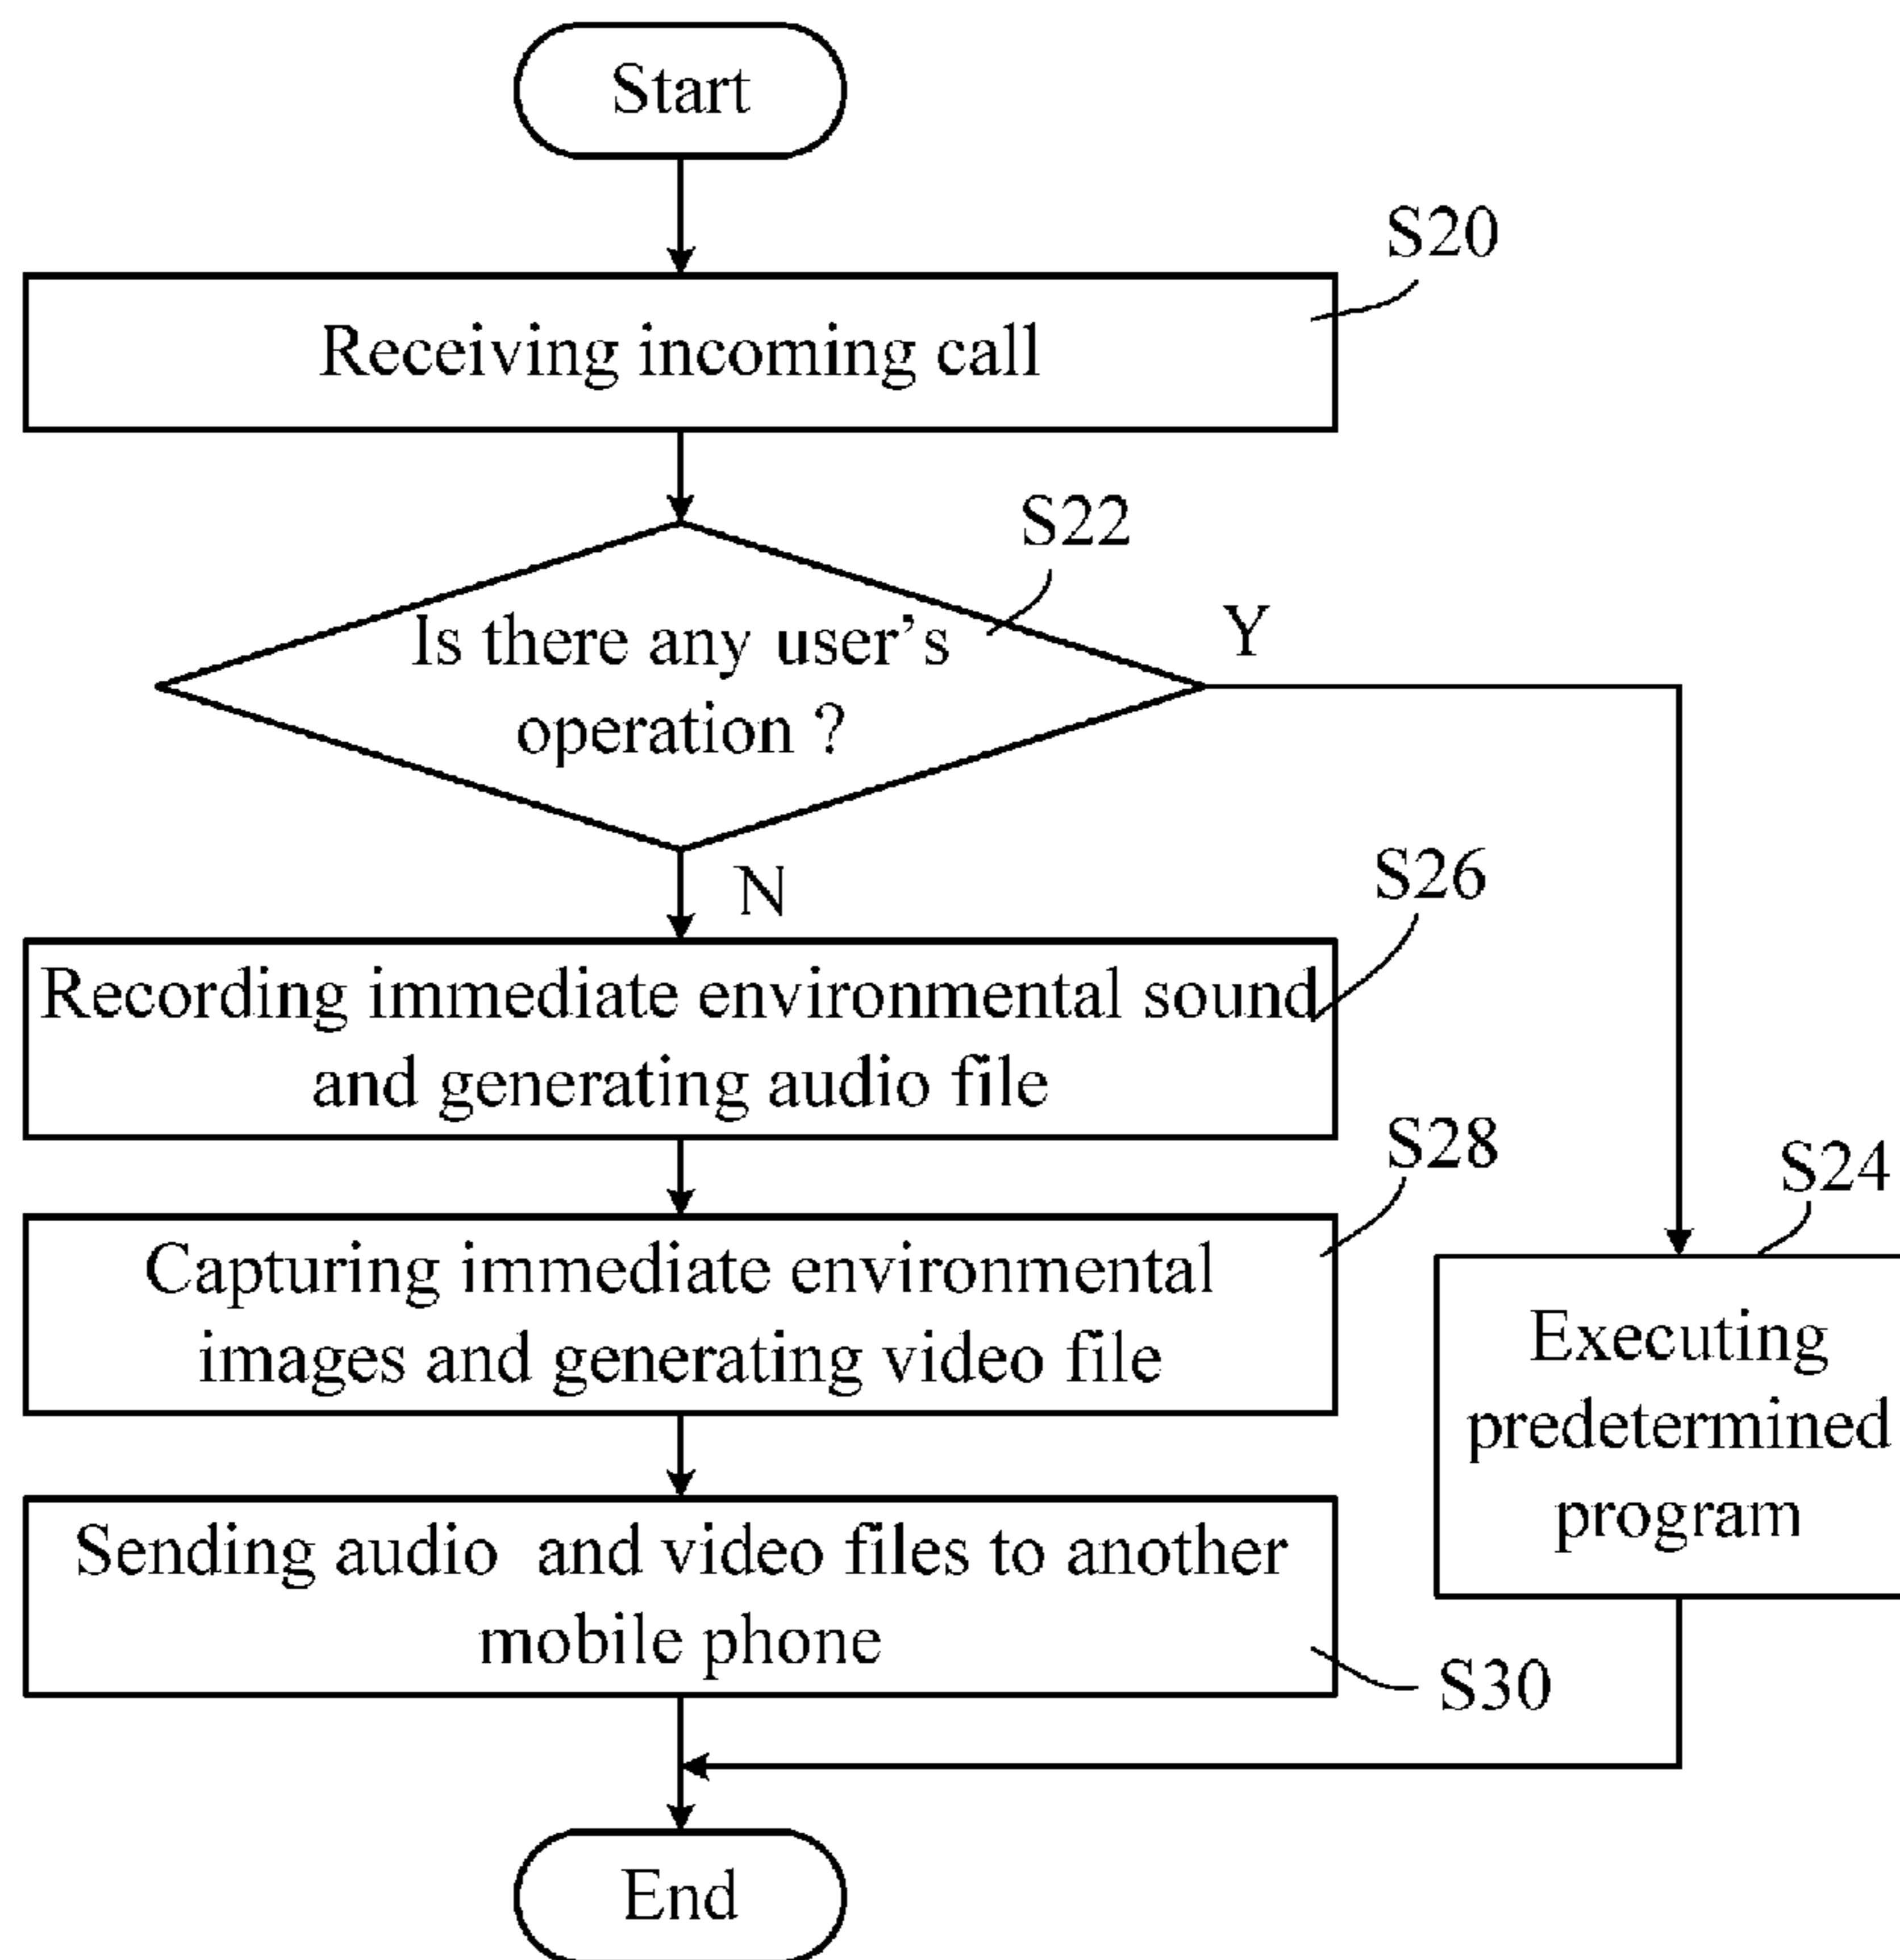 Start
S20
Receiving incoming call
S22
Is there any user's
operation ?
Y
N
S26
Recording immediate environmental sound
and generating audio file
S28
Capturing immediate environmental
images and generating video file
S24
Executing
predetermined
program
Sending audio and video files to another
mobile phone
S30
End